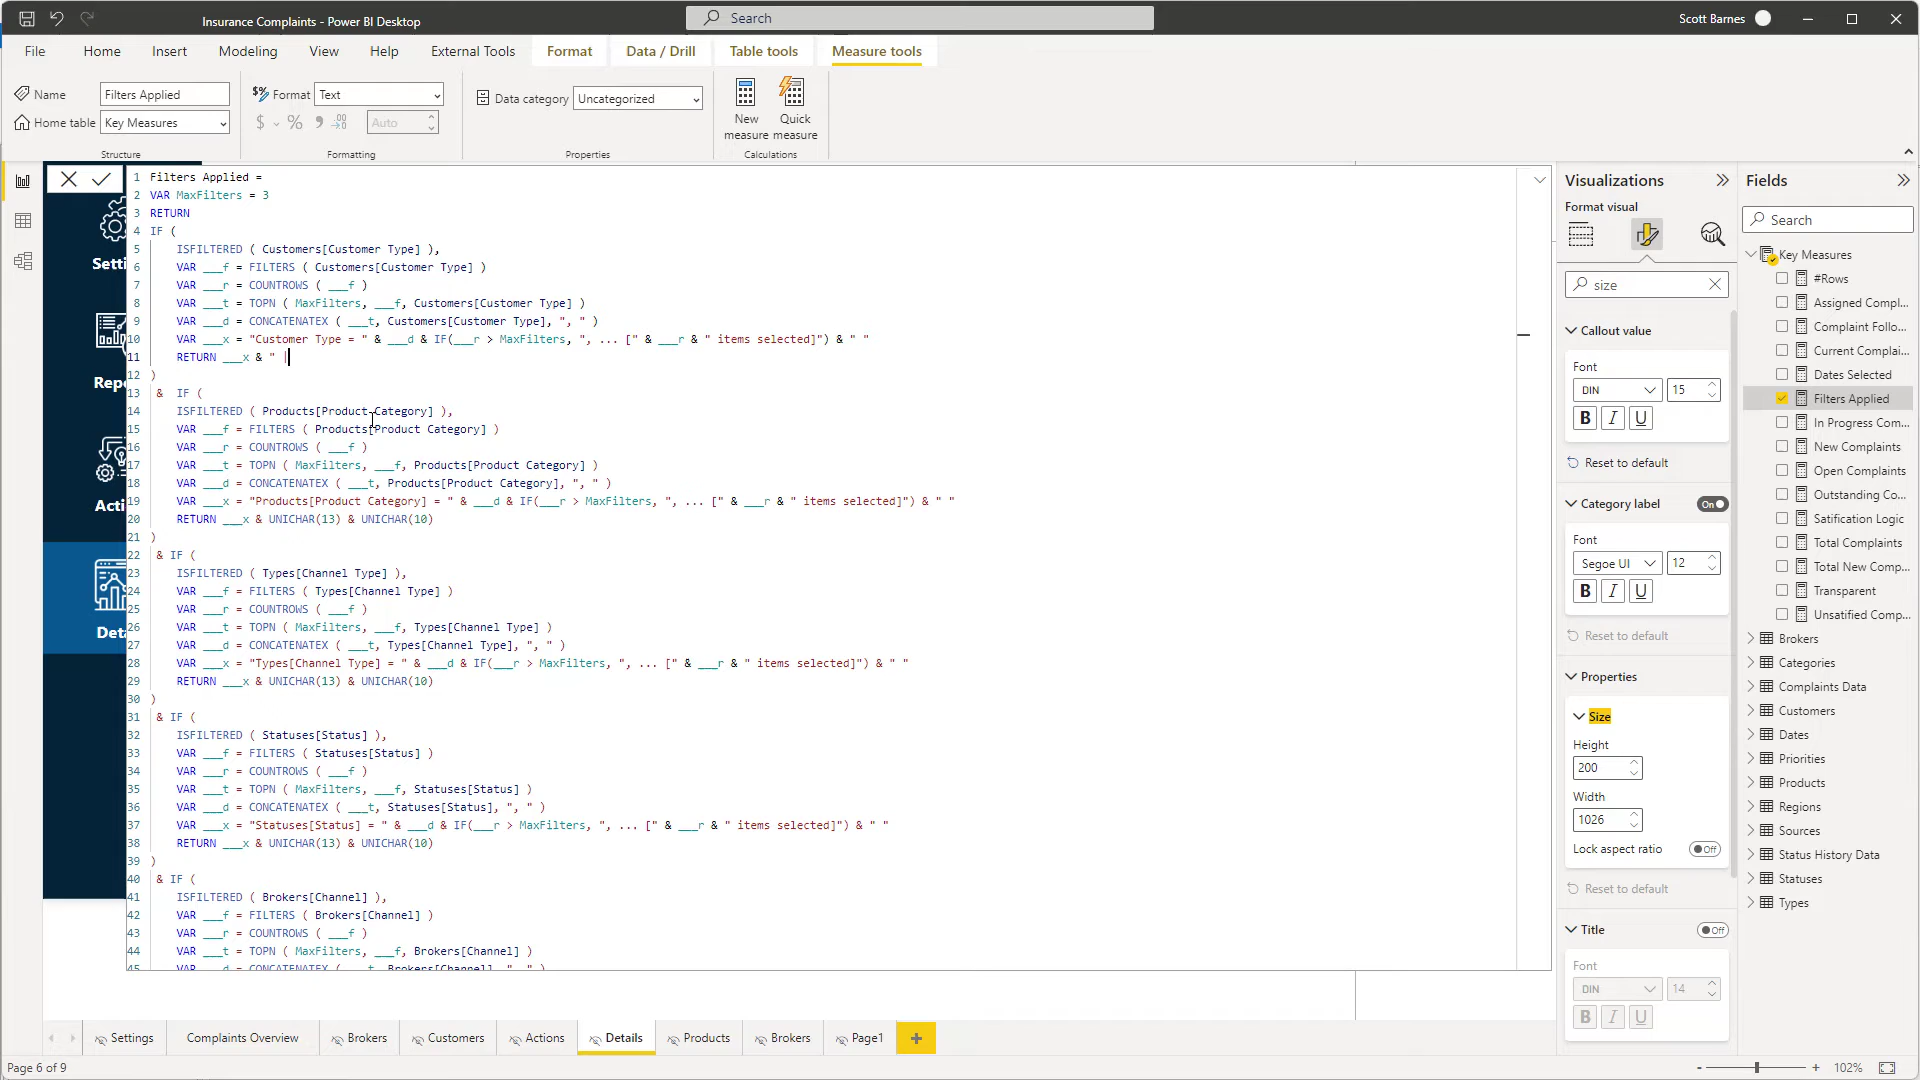 Insurance Complaints - Power BI Desktop
Search
Scott Barnes
File Home Insert Modeling View Help External Tools Format Data / Drill Table tools Measure tools
Name Filters Applied
Home table Key Measures
Structure
Format Text
$ % 9 .00 Auto
Formatting
Data category Uncategorized
Properties
New measure
Quick measure
Calculations
Setti
Repo
Acti
Deta
1 Filters Applied =
2 VAR MaxFilters = 3
3 RETURN
4 IF (
5 ISFILTERED ( Customers[Customer Type] ),
6 VAR ___f = FILTERS ( Customers[Customer Type] )
7 VAR ___r = COUNTROWS ( ___f )
8 VAR ___t = TOPN ( MaxFilters, ___f, Customers[Customer Type] )
9 VAR ___d = CONCATENATEX ( ___t, Customers[Customer Type], ", " )
10 VAR ___x = "Customer Type = " & ___d & IF(___r > MaxFilters, ", ... [" & ___r & " items selected]") & " "
11 RETURN ___x & " |
12 )
13 & IF (
14 ISFILTERED ( Products[Product Category] ),
15 VAR ___f = FILTERS ( Products[Product Category] )
16 VAR ___r = COUNTROWS ( ___f )
17 VAR ___t = TOPN ( MaxFilters, ___f, Products[Product Category] )
18 VAR ___d = CONCATENATEX ( ___t, Products[Product Category], ", " )
19 VAR ___x = "Products[Product Category] = " & ___d & IF(___r > MaxFilters, ", ... [" & ___r & " items selected]") & " "
20 RETURN ___x & UNICHAR(13) & UNICHAR(10)
21 )
22 & IF (
23 ISFILTERED ( Types[Channel Type] ),
24 VAR ___f = FILTERS ( Types[Channel Type] )
25 VAR ___r = COUNTROWS ( ___f )
26 VAR ___t = TOPN ( MaxFilters, ___f, Types[Channel Type] )
27 VAR ___d = CONCATENATEX ( ___t, Types[Channel Type], ", " )
28 VAR ___x = "Types[Channel Type] = " & ___d & IF(___r > MaxFilters, ", ... [" & ___r & " items selected]") & " "
29 RETURN ___x & UNICHAR(13) & UNICHAR(10)
30 )
31 & IF (
32 ISFILTERED ( Statuses[Status] ),
33 VAR ___f = FILTERS ( Statuses[Status] )
34 VAR ___r = COUNTROWS ( ___f )
35 VAR ___t = TOPN ( MaxFilters, ___f, Statuses[Status] )
36 VAR ___d = CONCATENATEX ( ___t, Statuses[Status], ", " )
37 VAR ___x = "Statuses[Status] = " & ___d & IF(___r > MaxFilters, ", ... [" & ___r & " items selected]") & " "
38 RETURN ___x & UNICHAR(13) & UNICHAR(10)
39 )
40 & IF (
41 ISFILTERED ( Brokers[Channel] ),
42 VAR ___f = FILTERS ( Brokers[Channel] )
43 VAR ___r = COUNTROWS ( ___f )
44 VAR ___t = TOPN ( MaxFilters, ___f, Brokers[Channel] )
45 VAR ___d = CONCATENATEX ( ___t, Brokers[Channel], ", " )
Visualizations
Format visual
size
Callout value
Font
DIN 15
B I U
Reset to default
Category label On
Font
Segoe UI 12
B I U
Reset to default
Properties
Size
Height
200
Width
1026
Lock aspect ratio Off
Reset to default
Title Off
Font
DIN 14
B I U
Fields
Search
Key Measures
#Rows
Assigned Compl...
Complaint Follo...
Current Complai...
Dates Selected
Filters Applied
In Progress Com...
New Complaints
Open Complaints
Outstanding Co...
Satification Logic
Total Complaints
Total New Comp...
Transparent
Unsatified Comp...
Brokers
Categories
Complaints Data
Customers
Dates
Priorities
Products
Regions
Sources
Status History Data
Statuses
Types
Settings Complaints Overview Brokers Customers Actions Details Products Brokers Page1 +
Page 6 of 9
- + 102%